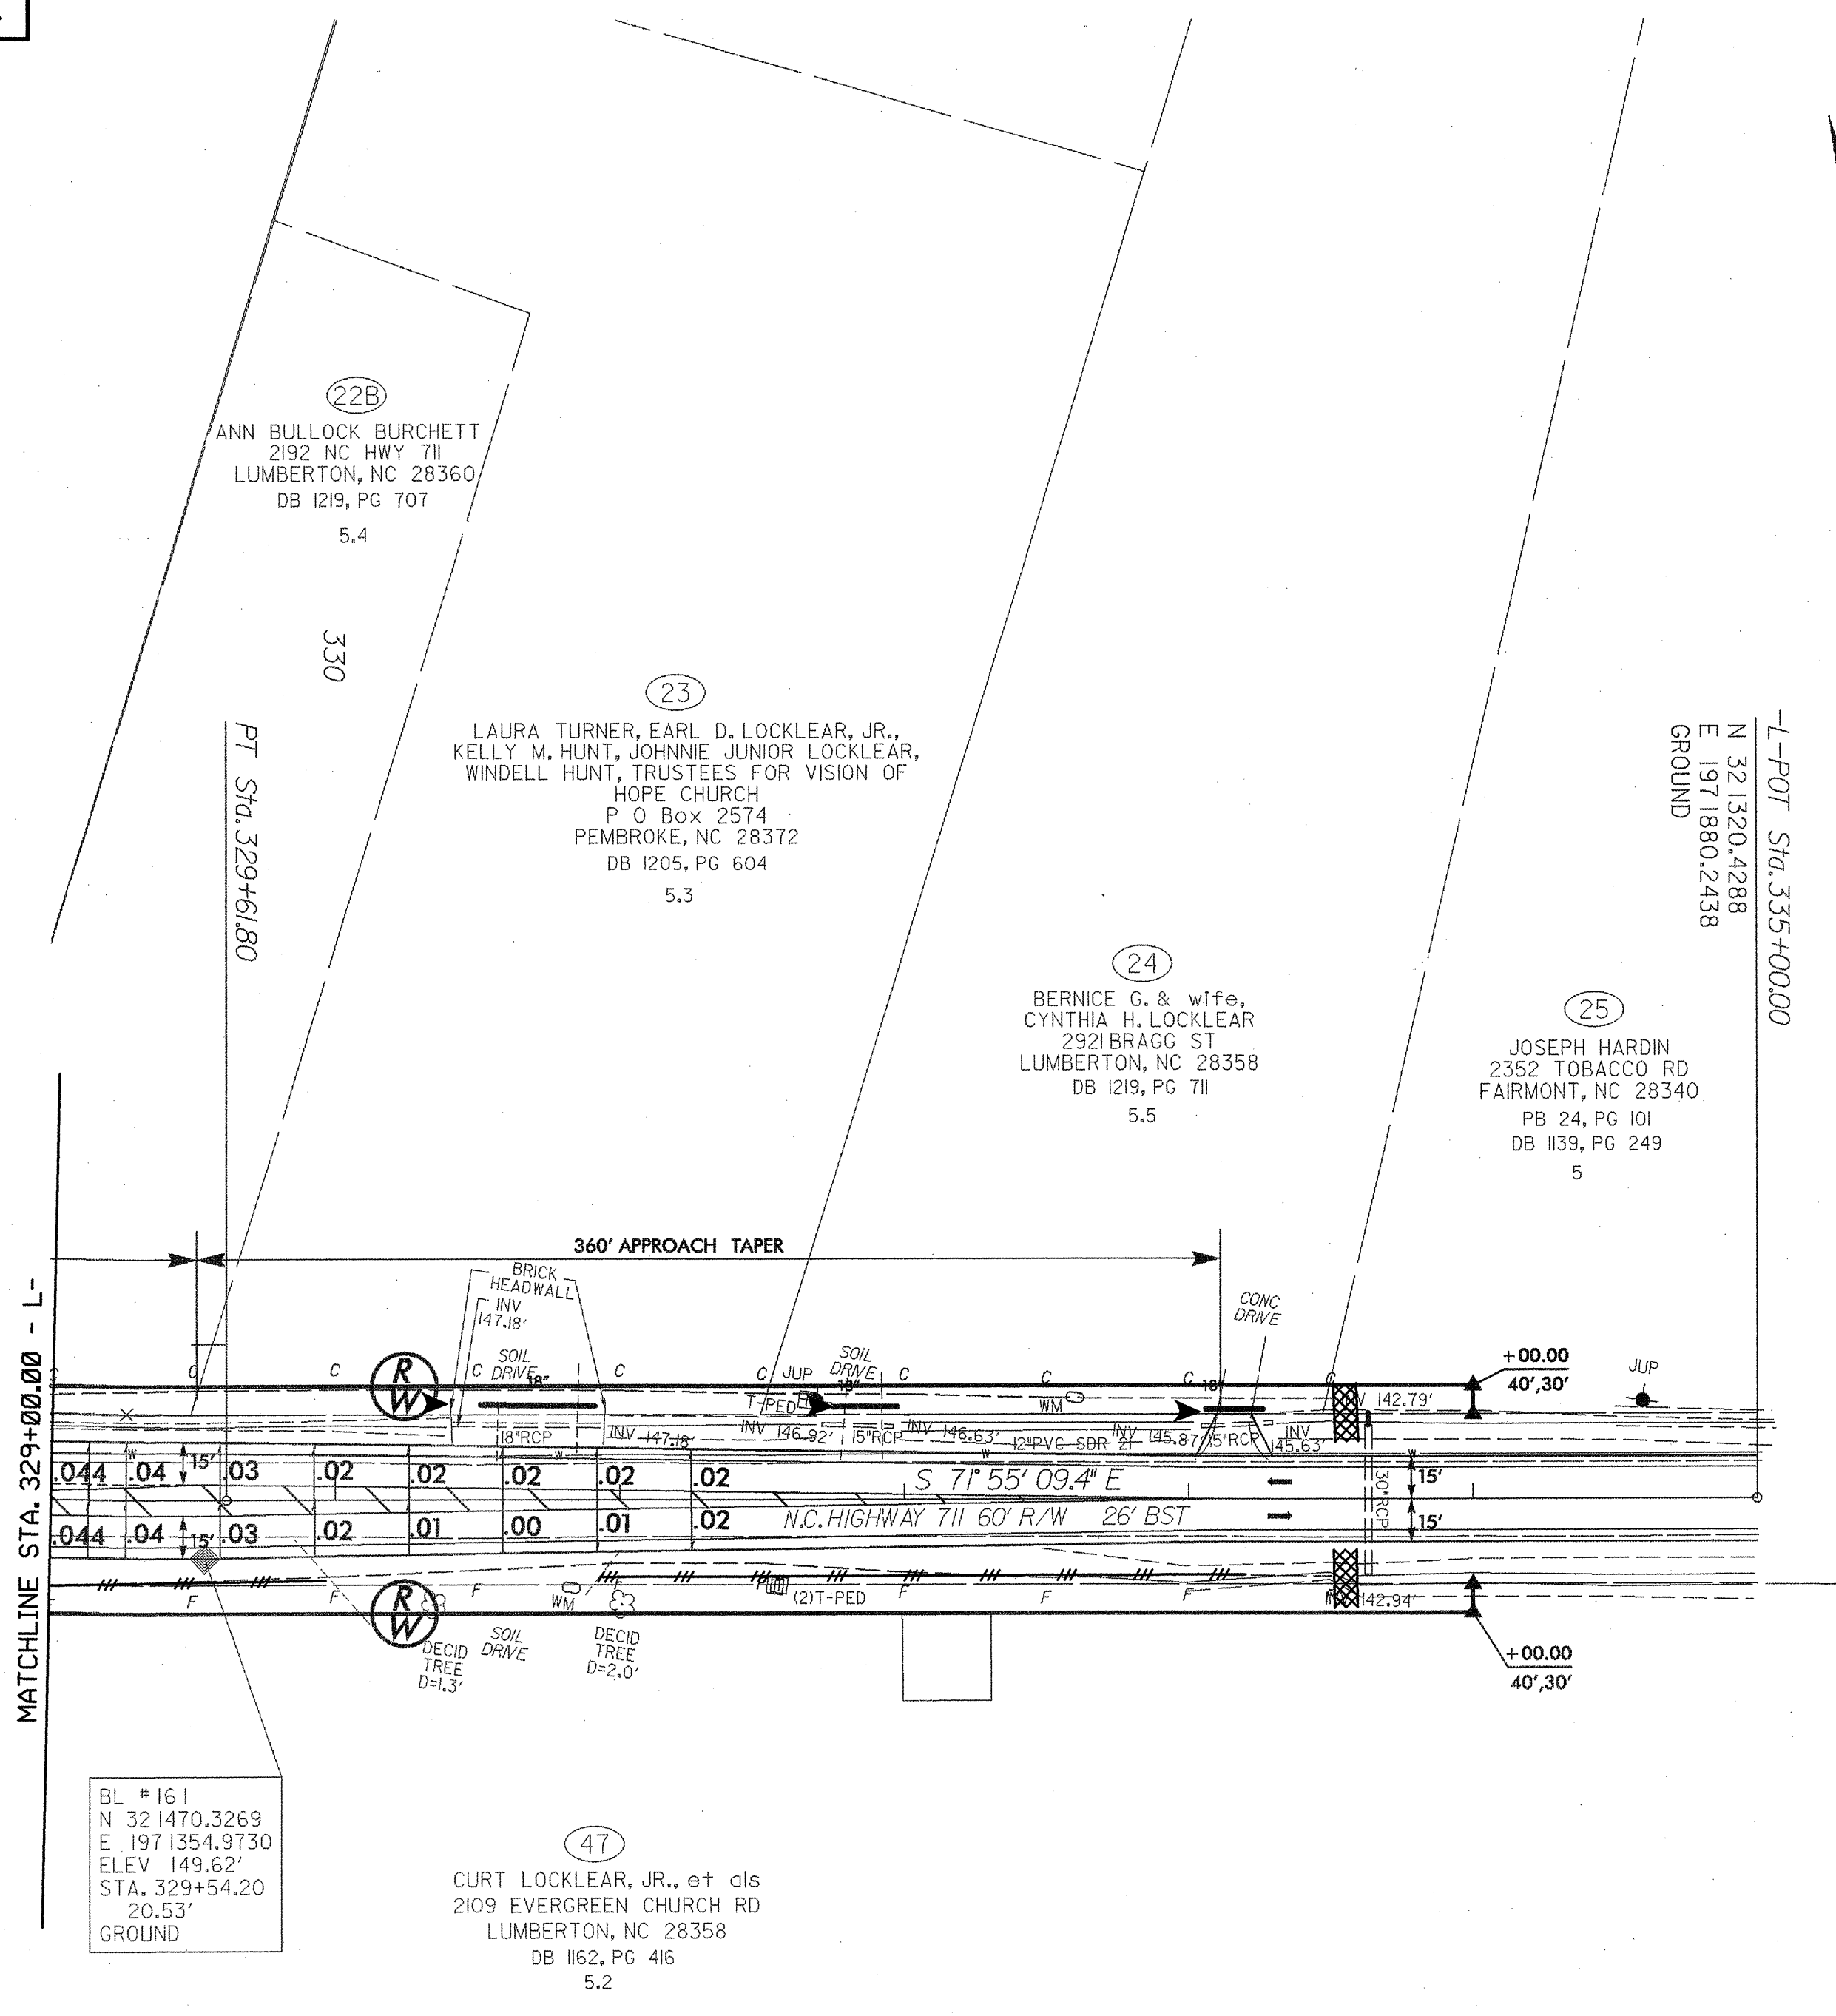 22B
ANN BULLOCK BURCHETT
2192 NC HWY 711
LUMBERTON, NC 28360
DB 1219, PG 707
5.4
330
PT Sta. 329+61.80
23
LAURA TURNER, EARL D. LOCKLEAR, JR.,
KELLY M. HUNT, JOHNNIE JUNIOR LOCKLEAR,
WINDELL HUNT, TRUSTEES FOR VISION OF
HOPE CHURCH
P O Box 2574
PEMBROKE, NC 28372
DB 1205, PG 604
5.3
-L-POT Sta. 335+00.00
N 321320.4288
E 1971880.2438
GROUND
24
BERNICE G. & wife,
CYNTHIA H. LOCKLEAR
2921 BRAGG ST
LUMBERTON, NC 28358
DB 1219, PG 711
5.5
25
JOSEPH HARDIN
2352 TOBACCO RD
FAIRMONT, NC 28340
PB 24, PG 101
DB 1139, PG 249
5
MATCHLINE STA. 329+00.00 - L-
360' APPROACH TAPER
BRICK
HEADWALL
INV
147.18'
CONC
DRIVE
SOIL
DRIVE
SOIL
DRIVE
+00.00
40',30'
JUP
C C C C C JUP C C C C
R
W
18" 18" 18"
T-PED
WM
142.79'
18"RCP
INV 147.18'
INV 146.92'
15"RCP
INV 146.63'
12"PVC SDR 21
INV 145.87'
15"RCP
INV
145.63'
W W W W
.044 .04 15' .03 .02 .02 .02 .02 .02
S 71° 55' 09.4" E
15'
30"RCP
.044 .04 15' .03 .02 .01 .00 .01 .02
N.C. HIGHWAY 711 60' R/W 26' BST
15'
F F F F F F F F
R
W
WM
(2)T-PED
142.94'
DECID
TREE
D=1.3'
SOIL
DRIVE
DECID
TREE
D=2.0'
+00.00
40',30'
BL #161
N 321470.3269
E 1971354.9730
ELEV 149.62'
STA. 329+54.20
20.53'
GROUND
47
CURT LOCKLEAR, JR., et als
2109 EVERGREEN CHURCH RD
LUMBERTON, NC 28358
DB 1162, PG 416
5.2